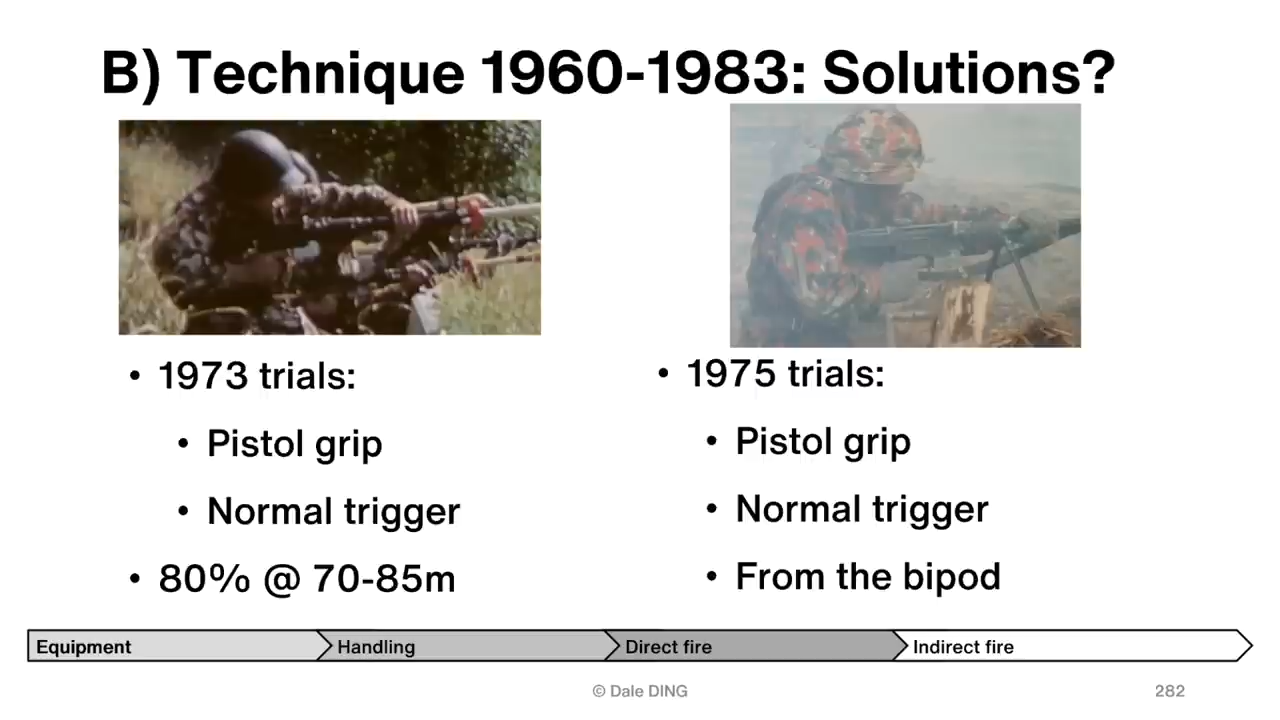 B) Technique 1960-1983: Solutions?
• 1973 trials:
• Pistol grip
• Normal trigger
• 80% @ 70-85m
• 1975 trials:
• Pistol grip
• Normal trigger
• From the bipod
Equipment
Handling
Direct fire
Indirect fire
© Dale DING
282